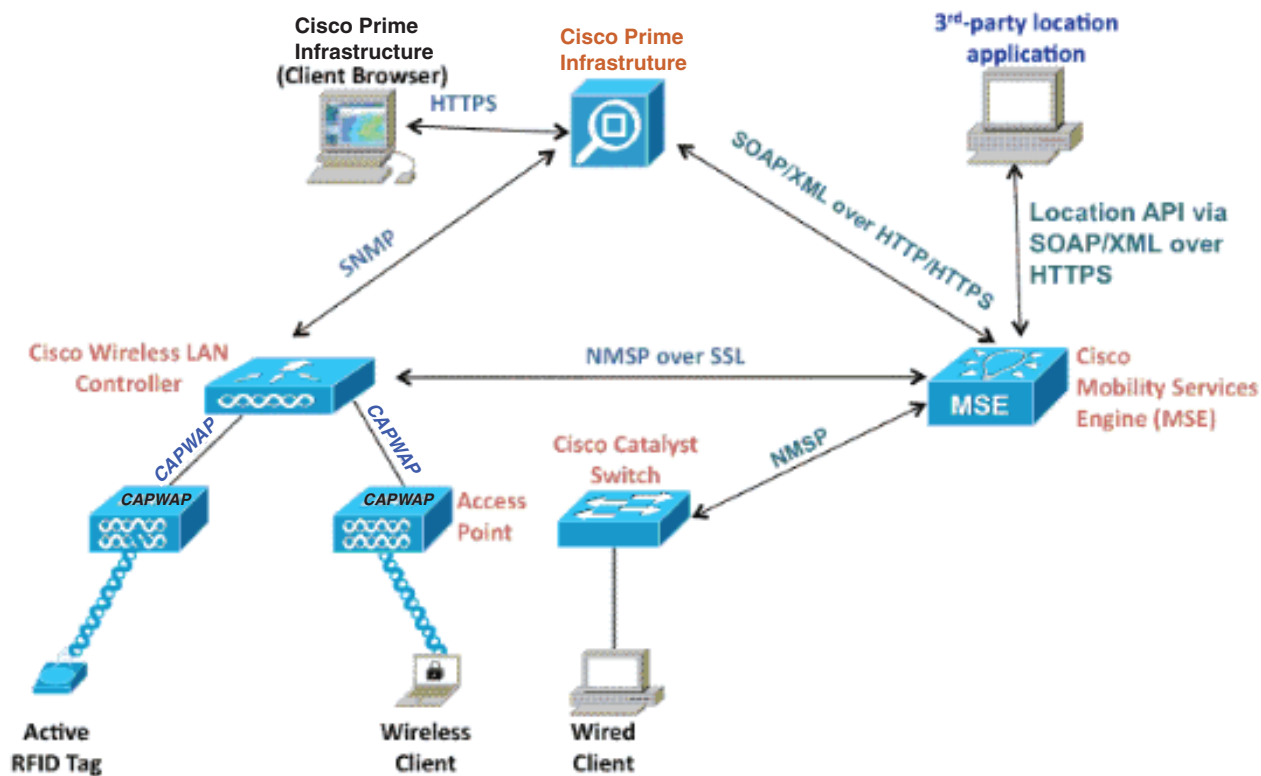 Cisco Prime
Infrastructure
(Client Browser)
Cisco Prime
Infrastruture
3rd-party location
application
HTTPS
SOAP/XML over HTTP/HTTPS
Location API via
SOAP/XML over
HTTPS
SNMP
Cisco Wireless LAN
Controller
NMSP over SSL
Cisco
Mobility Services
Engine (MSE)
MSE
CAPWAP
CAPWAP
Cisco Catalyst
Switch
NMSP
CAPWAP
CAPWAP
Access
Point
Active
RFID Tag
Wireless
Client
Wired
Client